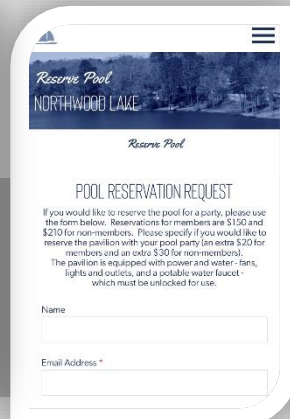 Reserve Pool
NORTHWOOD LAKE
Reserve Pool
POOL RESERVATION REQUEST
If you would like to reserve the pool for a party, please use
the form below. Reservations for members are $150 and
$210 for non-members. Please specify if you would like to
reserve the pavilion with your pool party (an extra $20 for
members and an extra $30 for non-members).
The pavilion is equipped with power and water - fans,
lights and outlets, and a potable water faucet -
which must be unlocked for use.
Name
Email Address *